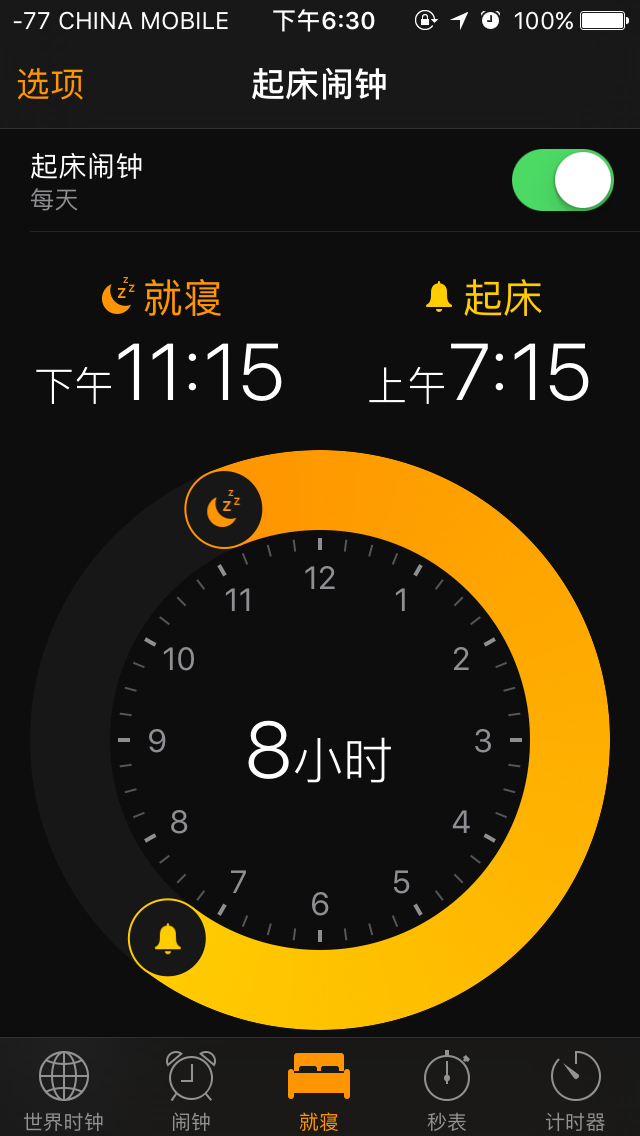 -77 CHINA MOBILE 下午6:30 100%
选项 起床闹钟
起床闹钟
每天
z z z 就寝 起床
下午11:15 上午7:15
z z z
12
11 1
10 2
9 3
8小时
8 4
7 5
6
世界时钟 闹钟 就寝 秒表 计时器